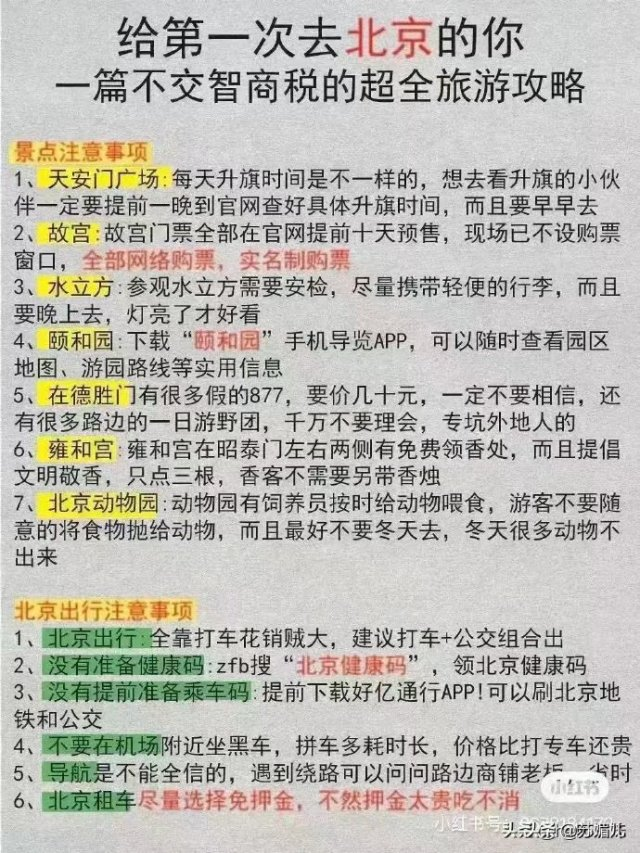 给第一次去北京的你
一篇不交智商税的超全旅游攻略
景点注意事项
1、天安门广场:每天升旗时间是不一样的，想去看升旗的小伙
伴一定要提前一晚到官网查好具体升旗时间，而且要早早去
2、故宫:故宫门票全部在官网提前十天预售，现场已不设购票
窗口，全部网络购票，实名制购票
3、水立方:参观水立方需要安检，尽量携带轻便的行李，而且
要晚上去，灯亮了才好看
4、颐和园:下载“颐和园”手机导览APP，可以随时查看园区
地图、游园路线等实用信息
5、在德胜门有很多假的877，要价几十元，一定不要相信，还
有很多路边的一日游野团，千万不要理会，专坑外地人的
6、雍和宫:雍和宫在昭泰门左右两侧有免费领香处，而且提倡
文明敬香，只点三根，香客不需要另带香烛
7、北京动物园:动物园有饲养员按时给动物喂食，游客不要随
意的将食物抛给动物，而且最好不要冬天去，冬天很多动物不
出来
北京出行注意事项
1、北京出行:全靠打车花销贼大，建议打车+公交组合出
2、没有准备健康码:zfb搜“北京健康码”，领北京健康码
3、没有提前准备乘车码:提前下载好亿通行APP!可以刷北京地
铁和公交
4、不要在机场附近坐黑车，拼车多耗时长，价格比打专车还贵
5、导航是不能全信的，遇到绕路可以问问路边商铺老板，省时
小红书
6、北京租车尽量选择免押金，不然押金太贵吃不消
小红书号:
头条